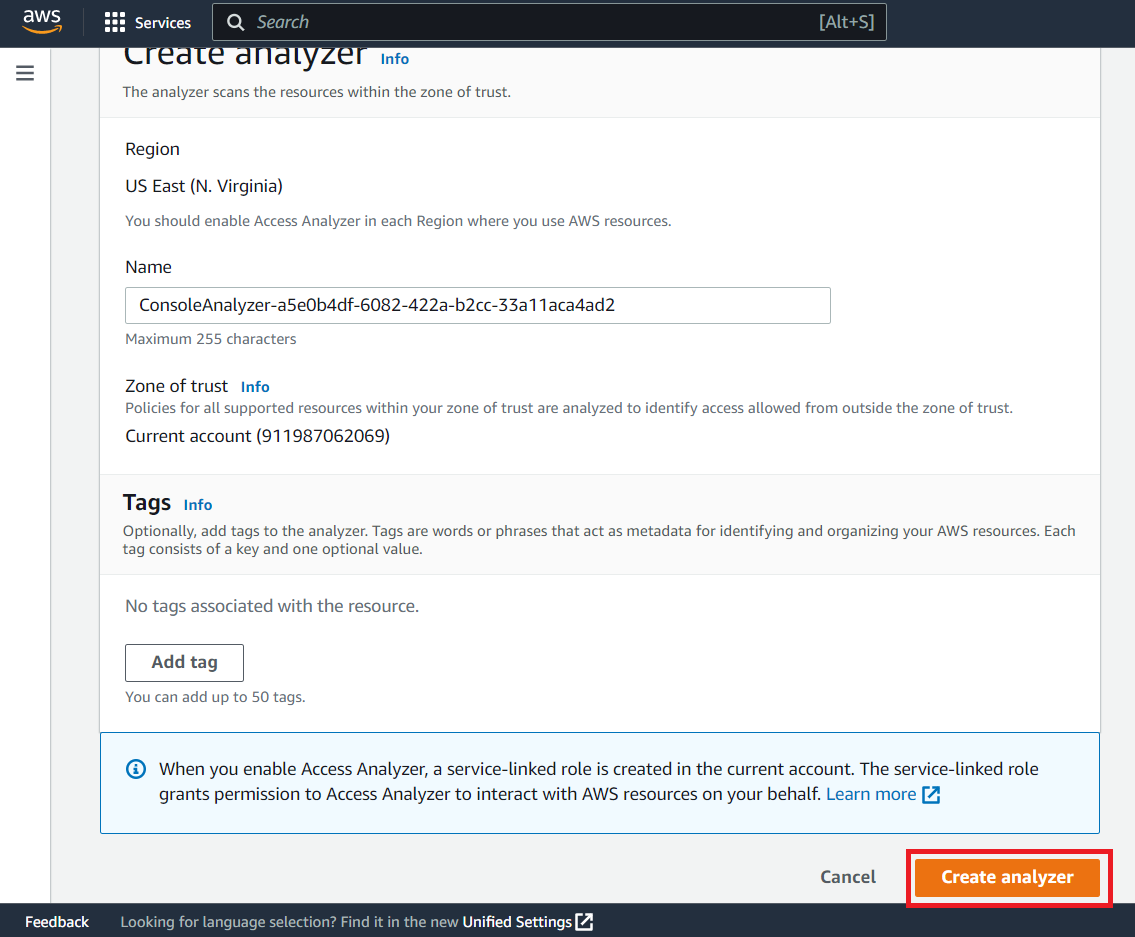 aws
Services
Search
[Alt+S]
Create analyzer Info
The analyzer scans the resources within the zone of trust.
Region
US East (N. Virginia)
You should enable Access Analyzer in each Region where you use AWS resources.
Name
ConsoleAnalyzer-a5e0b4df-6082-422a-b2cc-33a11aca4ad2
Maximum 255 characters
Zone of trust Info
Policies for all supported resources within your zone of trust are analyzed to identify access allowed from outside the zone of trust.
Current account (911987062069)
Tags Info
Optionally, add tags to the analyzer. Tags are words or phrases that act as metadata for identifying and organizing your AWS resources. Each
tag consists of a key and one optional value.
No tags associated with the resource.
Add tag
You can add up to 50 tags.
When you enable Access Analyzer, a service-linked role is created in the current account. The service-linked role
grants permission to Access Analyzer to interact with AWS resources on your behalf. Learn more
Cancel
Create analyzer
Feedback
Looking for language selection? Find it in the new Unified Settings